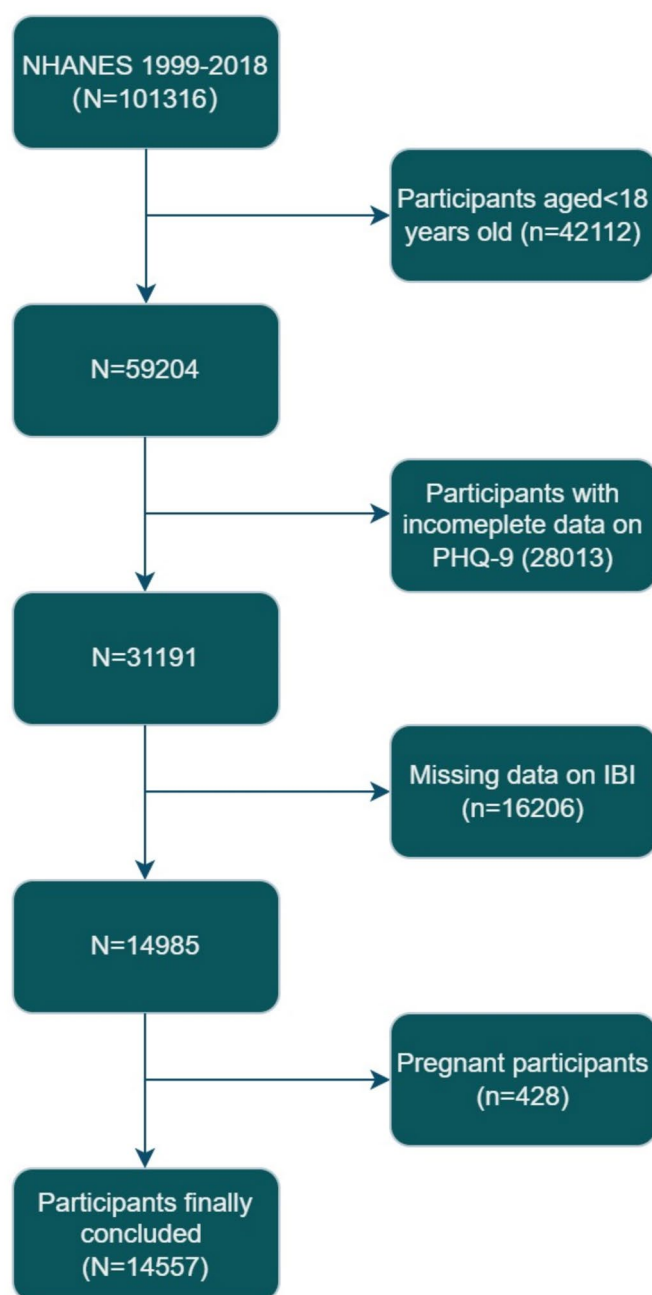 NHANES 1999-2018
(N=101316)
Participants aged<18
years old (n=42112)
N=59204
Participants with
incomeplete data on
PHQ-9 (28013)
N=31191
Missing data on IBI
(n=16206)
N=14985
Pregnant participants
(n=428)
Participants finally
concluded
(N=14557)